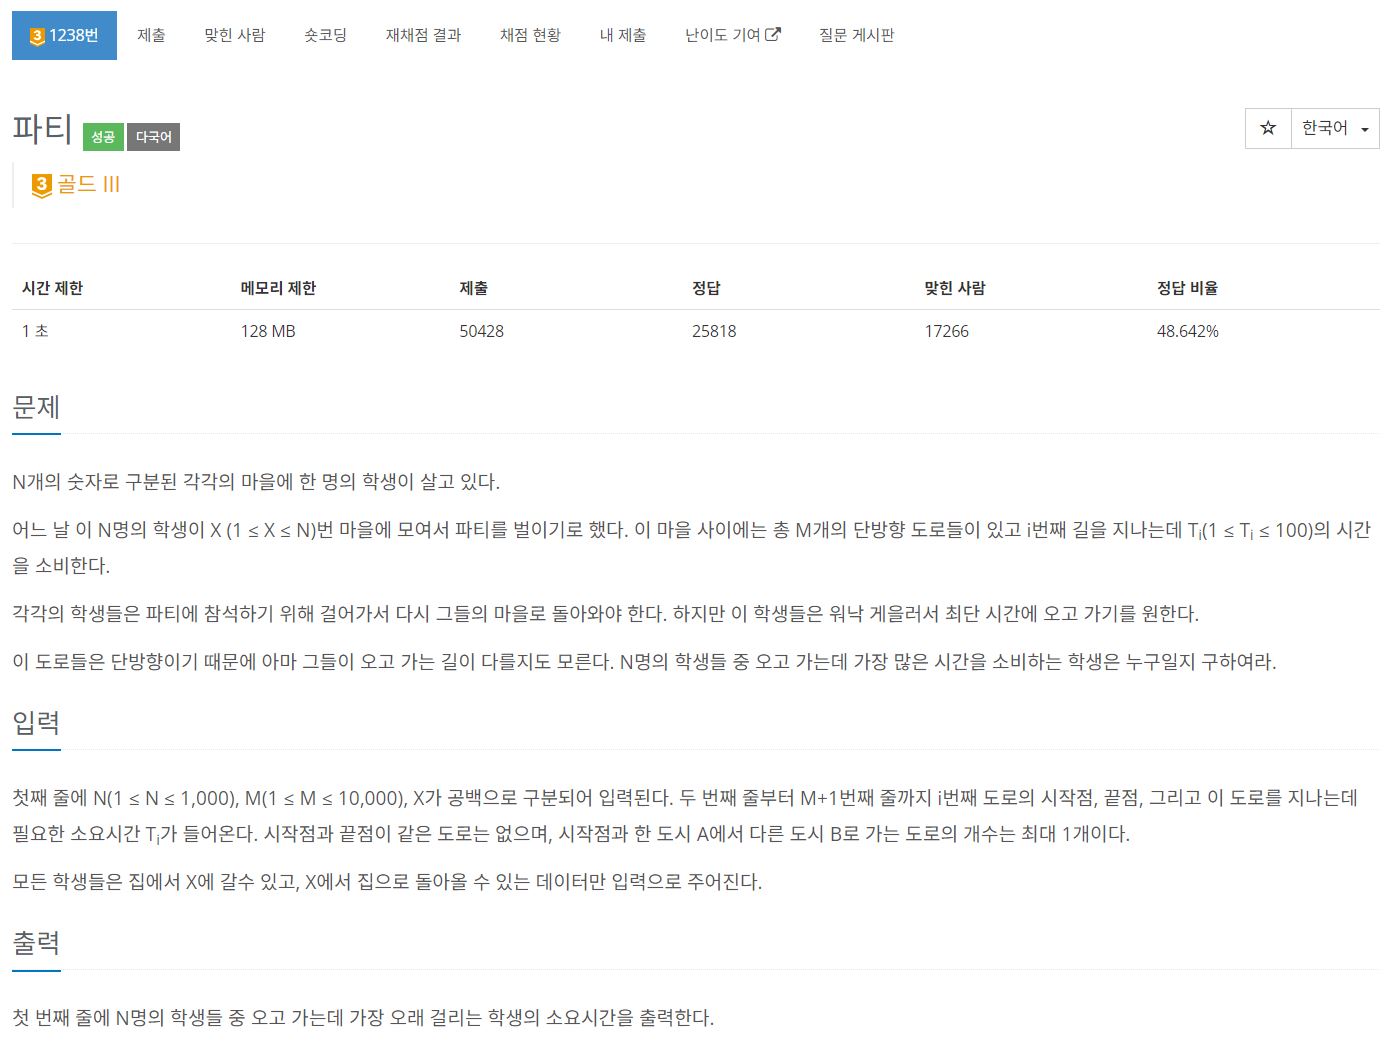 3 1238번 제출 맞힌 사람 숏코딩 재채점 결과 채점 현황 내 제출 난이도 기여 질문 게시판
파티 성공 다국어 한국어
3 골드 III
시간 제한 메모리 제한 제출 정답 맞힌 사람 정답 비율
1 초 128 MB 50428 25818 17266 48.642%
문제
N개의 숫자로 구분된 각각의 마을에 한 명의 학생이 살고 있다.
어느 날 이 N명의 학생이 X (1 ≤ X ≤ N)번 마을에 모여서 파티를 벌이기로 했다. 이 마을 사이에는 총 M개의 단방향 도로들이 있고 i번째 길을 지나는데 Ti(1 ≤ Ti ≤ 100)의 시간
을 소비한다.
각각의 학생들은 파티에 참석하기 위해 걸어가서 다시 그들의 마을로 돌아와야 한다. 하지만 이 학생들은 워낙 게을러서 최단 시간에 오고 가기를 원한다.
이 도로들은 단방향이기 때문에 아마 그들이 오고 가는 길이 다를지도 모른다. N명의 학생들 중 오고 가는데 가장 많은 시간을 소비하는 학생은 누구일지 구하여라.
입력
첫째 줄에 N(1 ≤ N ≤ 1,000), M(1 ≤ M ≤ 10,000), X가 공백으로 구분되어 입력된다. 두 번째 줄부터 M+1번째 줄까지 i번째 도로의 시작점, 끝점, 그리고 이 도로를 지나는데
필요한 소요시간 Ti가 들어온다. 시작점과 끝점이 같은 도로는 없으며, 시작점과 한 도시 A에서 다른 도시 B로 가는 도로의 개수는 최대 1개이다.
모든 학생들은 집에서 X에 갈수 있고, X에서 집으로 돌아올 수 있는 데이터만 입력으로 주어진다.
출력
첫 번째 줄에 N명의 학생들 중 오고 가는데 가장 오래 걸리는 학생의 소요시간을 출력한다.